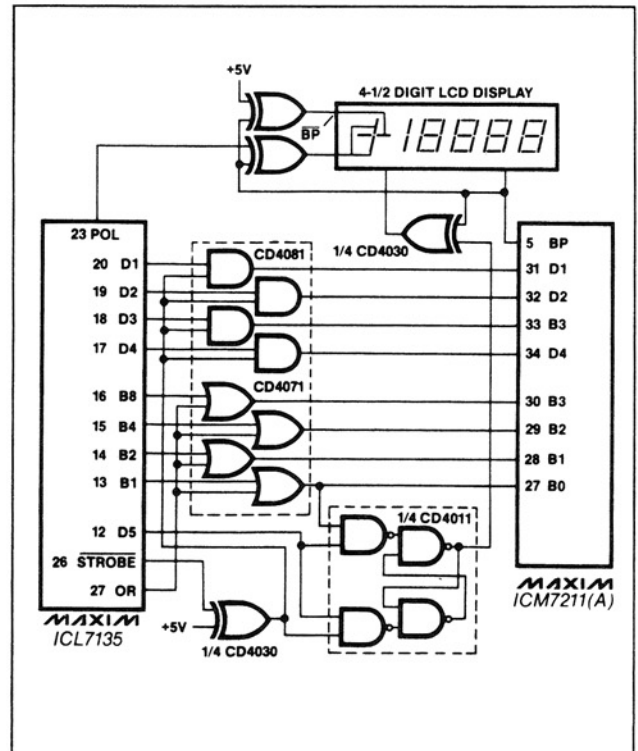 +5V
4-1/2 DIGIT LCD DISPLAY
BP
18888
1/4 CD4030
23 POL
20 D1
19 D2
18 D3
17 D4
16 B8
15 B4
14 B2
13 B1
12 D5
26 STROBE
27 OR
MAXIM
ICL7135
CD4081
CD4071
1/4 CD4011
+5V
1/4 CD4030
5 BP
31 D1
32 D2
33 B3
34 D4
30 B3
29 B2
28 B1
27 B0
MAXIM
ICM7211(A)